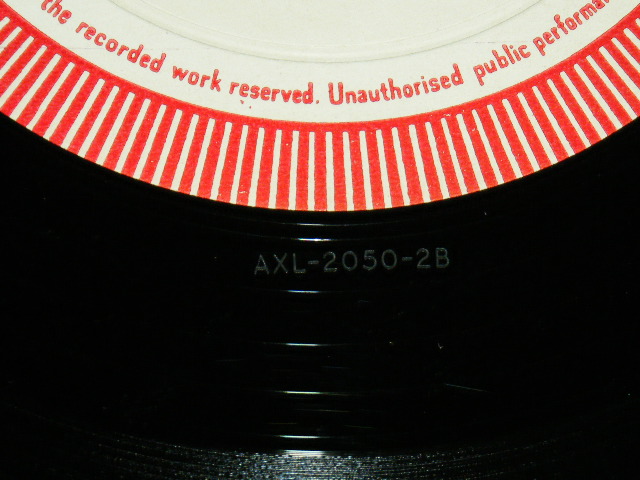 the recorded work reserved. Unauthorised public
AXL-2050-2B